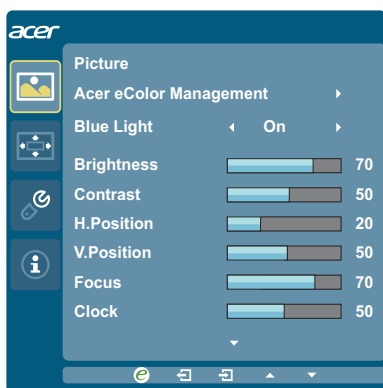 acer
Picture
Acer eColor Management
Blue Light On
Brightness 70
Contrast 50
H.Position 20
V.Position 50
Focus 70
Clock 50
e